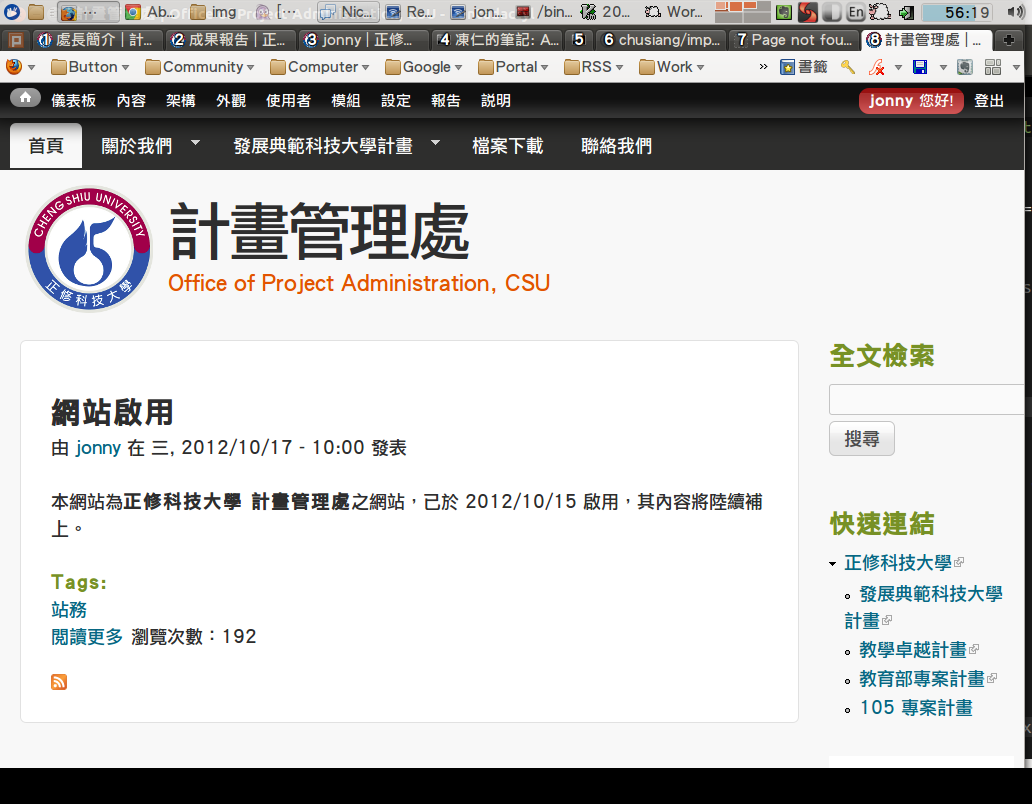 Ab... img [... Nic... Re... jon... /bin... 20... Wor... En 56:19
1 處長簡介 | 計... 2 成果報告 | 正... 3 jonny | 正修... 4 凍仁的筆記: A... 5 6 chusiang/imp... 7 Page not fou... 8 計畫管理處 | ...
Button Community Computer Google Portal RSS Work » 書籤
儀表板 內容 架構 外觀 使用者 模組 設定 報告 說明 jonny 您好! 登出
首頁 關於我們 發展典範科技大學計畫 檔案下載 聯絡我們
CHENG SHIU UNIVERSITY
正修科技大學
計畫管理處
Office of Project Administration, CSU
網站啟用
由 jonny 在 三, 2012/10/17 - 10:00 發表
本網站為正修科技大學 計畫管理處之網站，已於 2012/10/15 啟用，其內容將陸續補
上。
Tags:
站務
閱讀更多 瀏覽次數：192
全文檢索
搜尋
快速連結
正修科技大學
發展典範科技大學
計畫
教學卓越計畫
教育部專案計畫
105 專案計畫